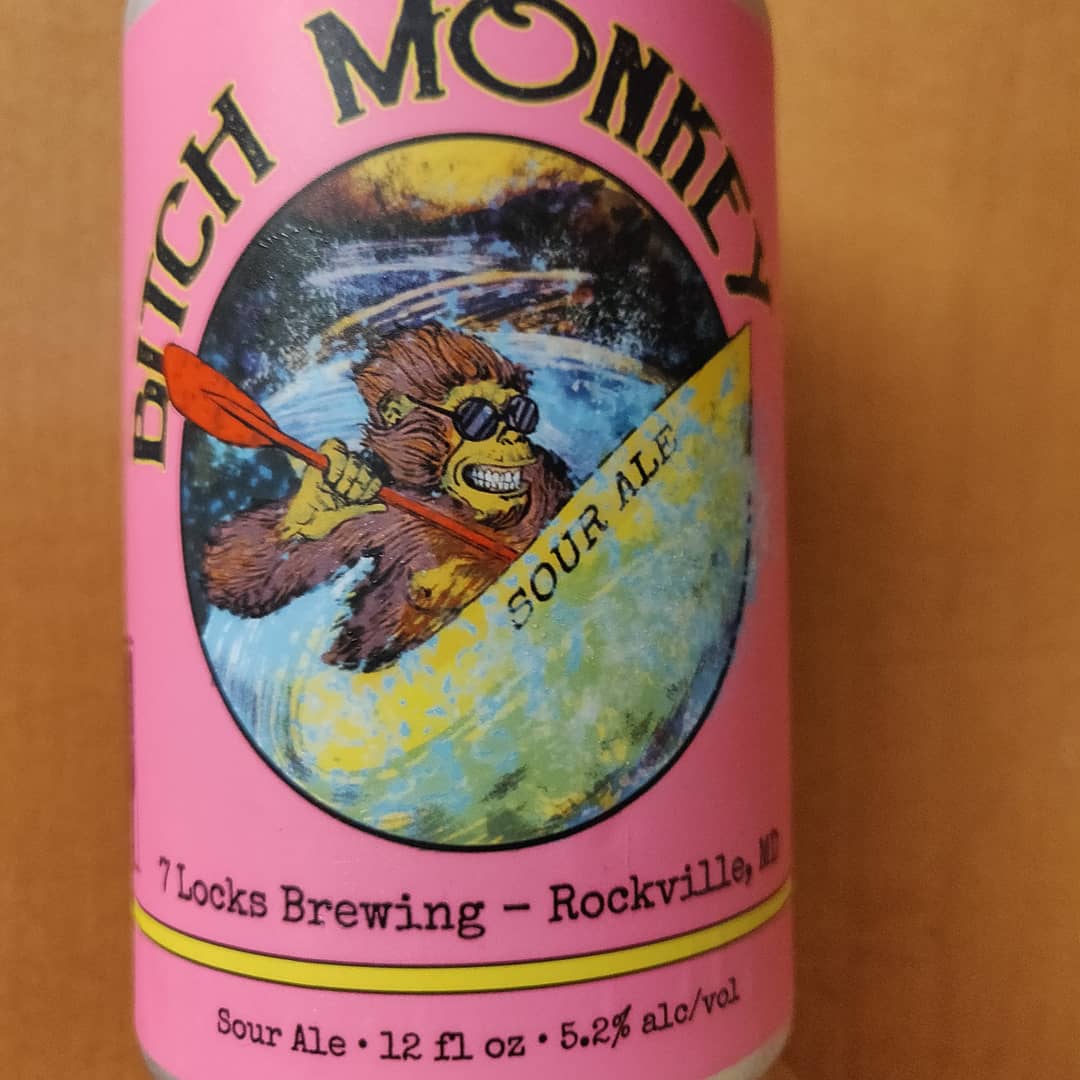 BITCH MONKEY
SOUR ALE
7 Locks Brewing - Rockville, MD
Sour Ale • 12 fl oz • 5.2% alc/vol